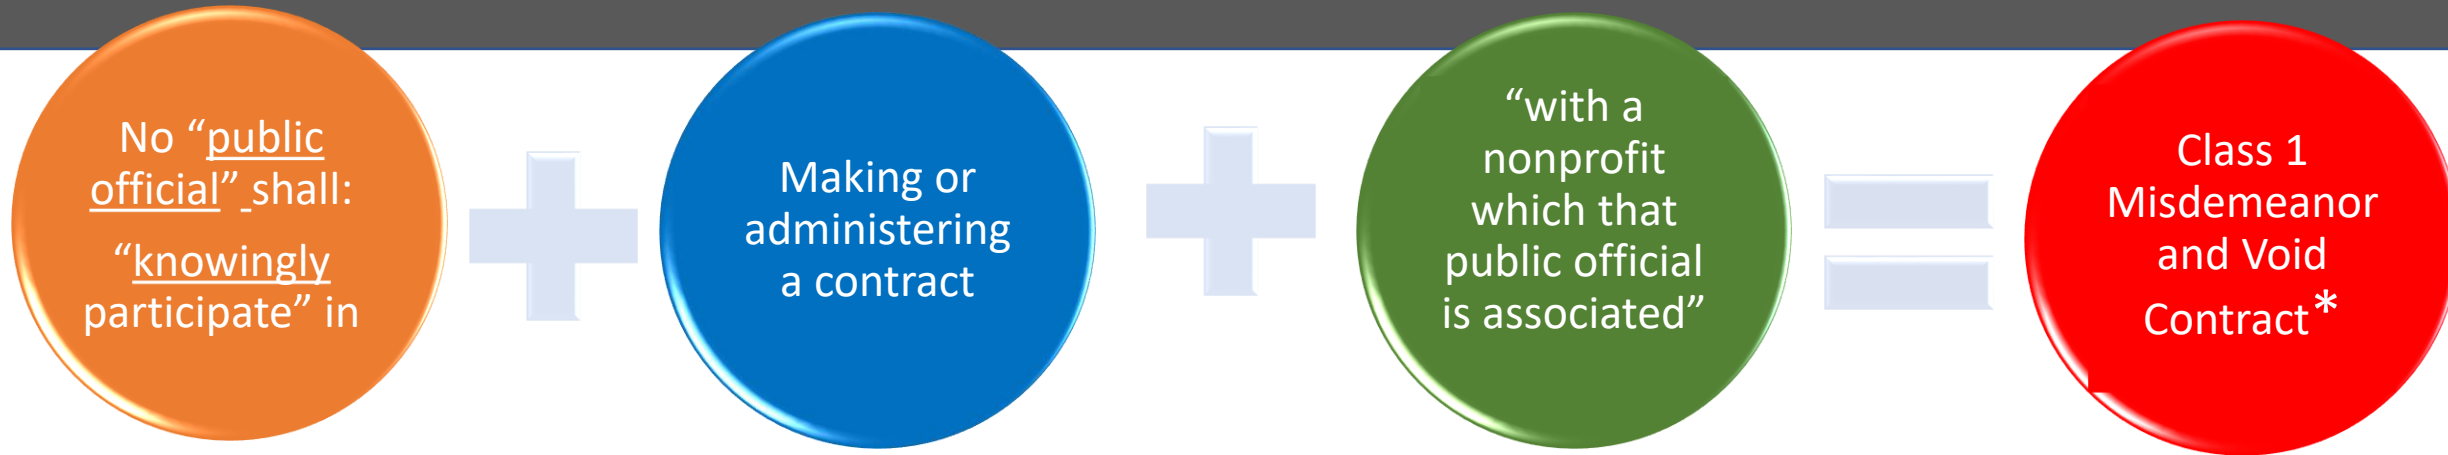 No “public
official” shall:
“knowingly
participate” in
Making or
administering
a contract
“with a
nonprofit
which that
public official
is associated”
Class 1
Misdemeanor
and Void
Contract*